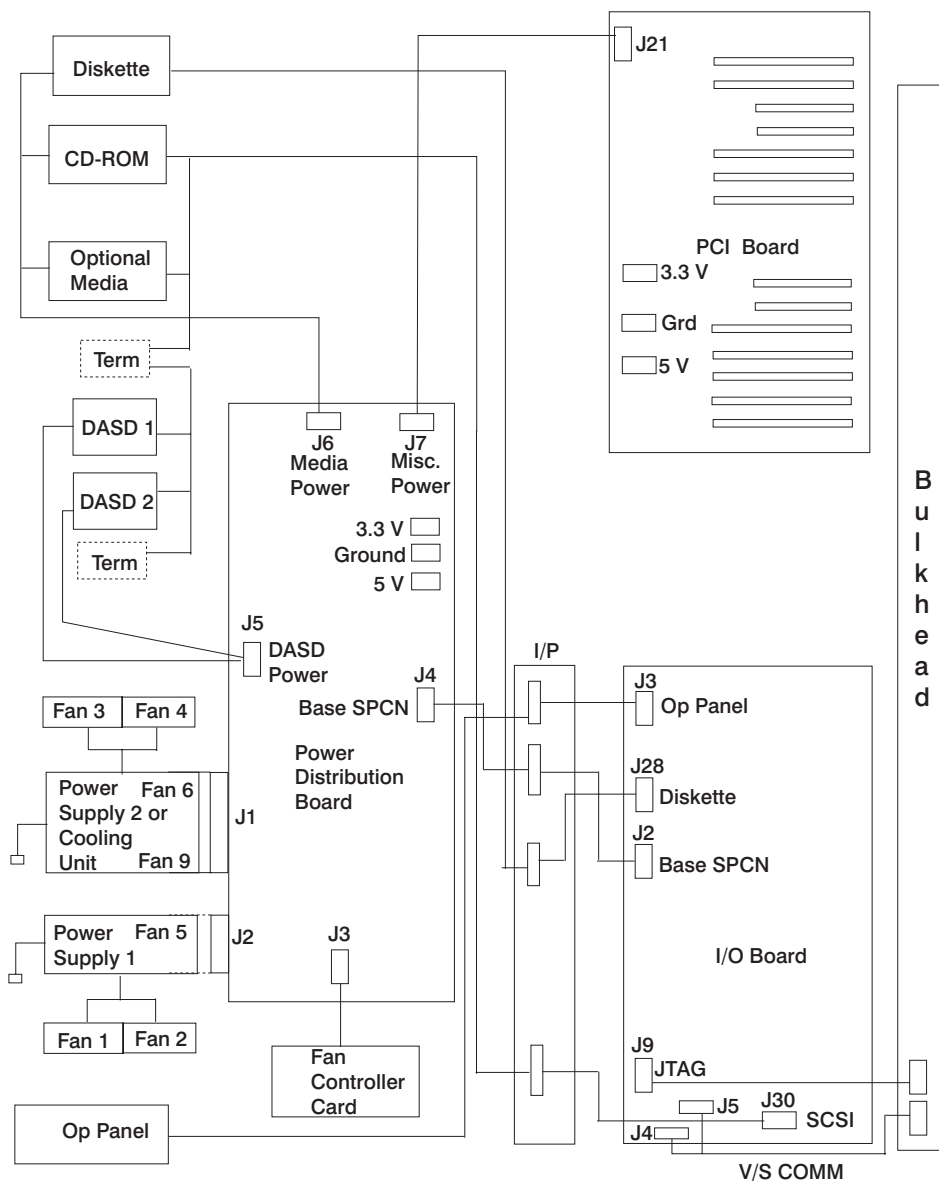 Diskette
J21
CD-ROM
Optional
Media
PCI Board
3.3 V
Grd
5 V
Term
DASD 1
DASD 2
Term
J6
Media
Power
J7
Misc.
Power
3.3 V
Ground
5 V
J5
DASD
Power
J4
Base SPCN
Power
Distribution
Board
Fan 3
Fan 4
Power
Supply 2 or
Cooling
Unit
Fan 6
Fan 9
J1
Power
Supply 1
Fan 5
J2
J3
Fan 1
Fan 2
Fan
Controller
Card
Op Panel
I/P
J3
Op Panel
J28
Diskette
J2
Base SPCN
I/O Board
J9
JTAG
J5
J30
SCSI
J4
V/S COMM
Bulkhead